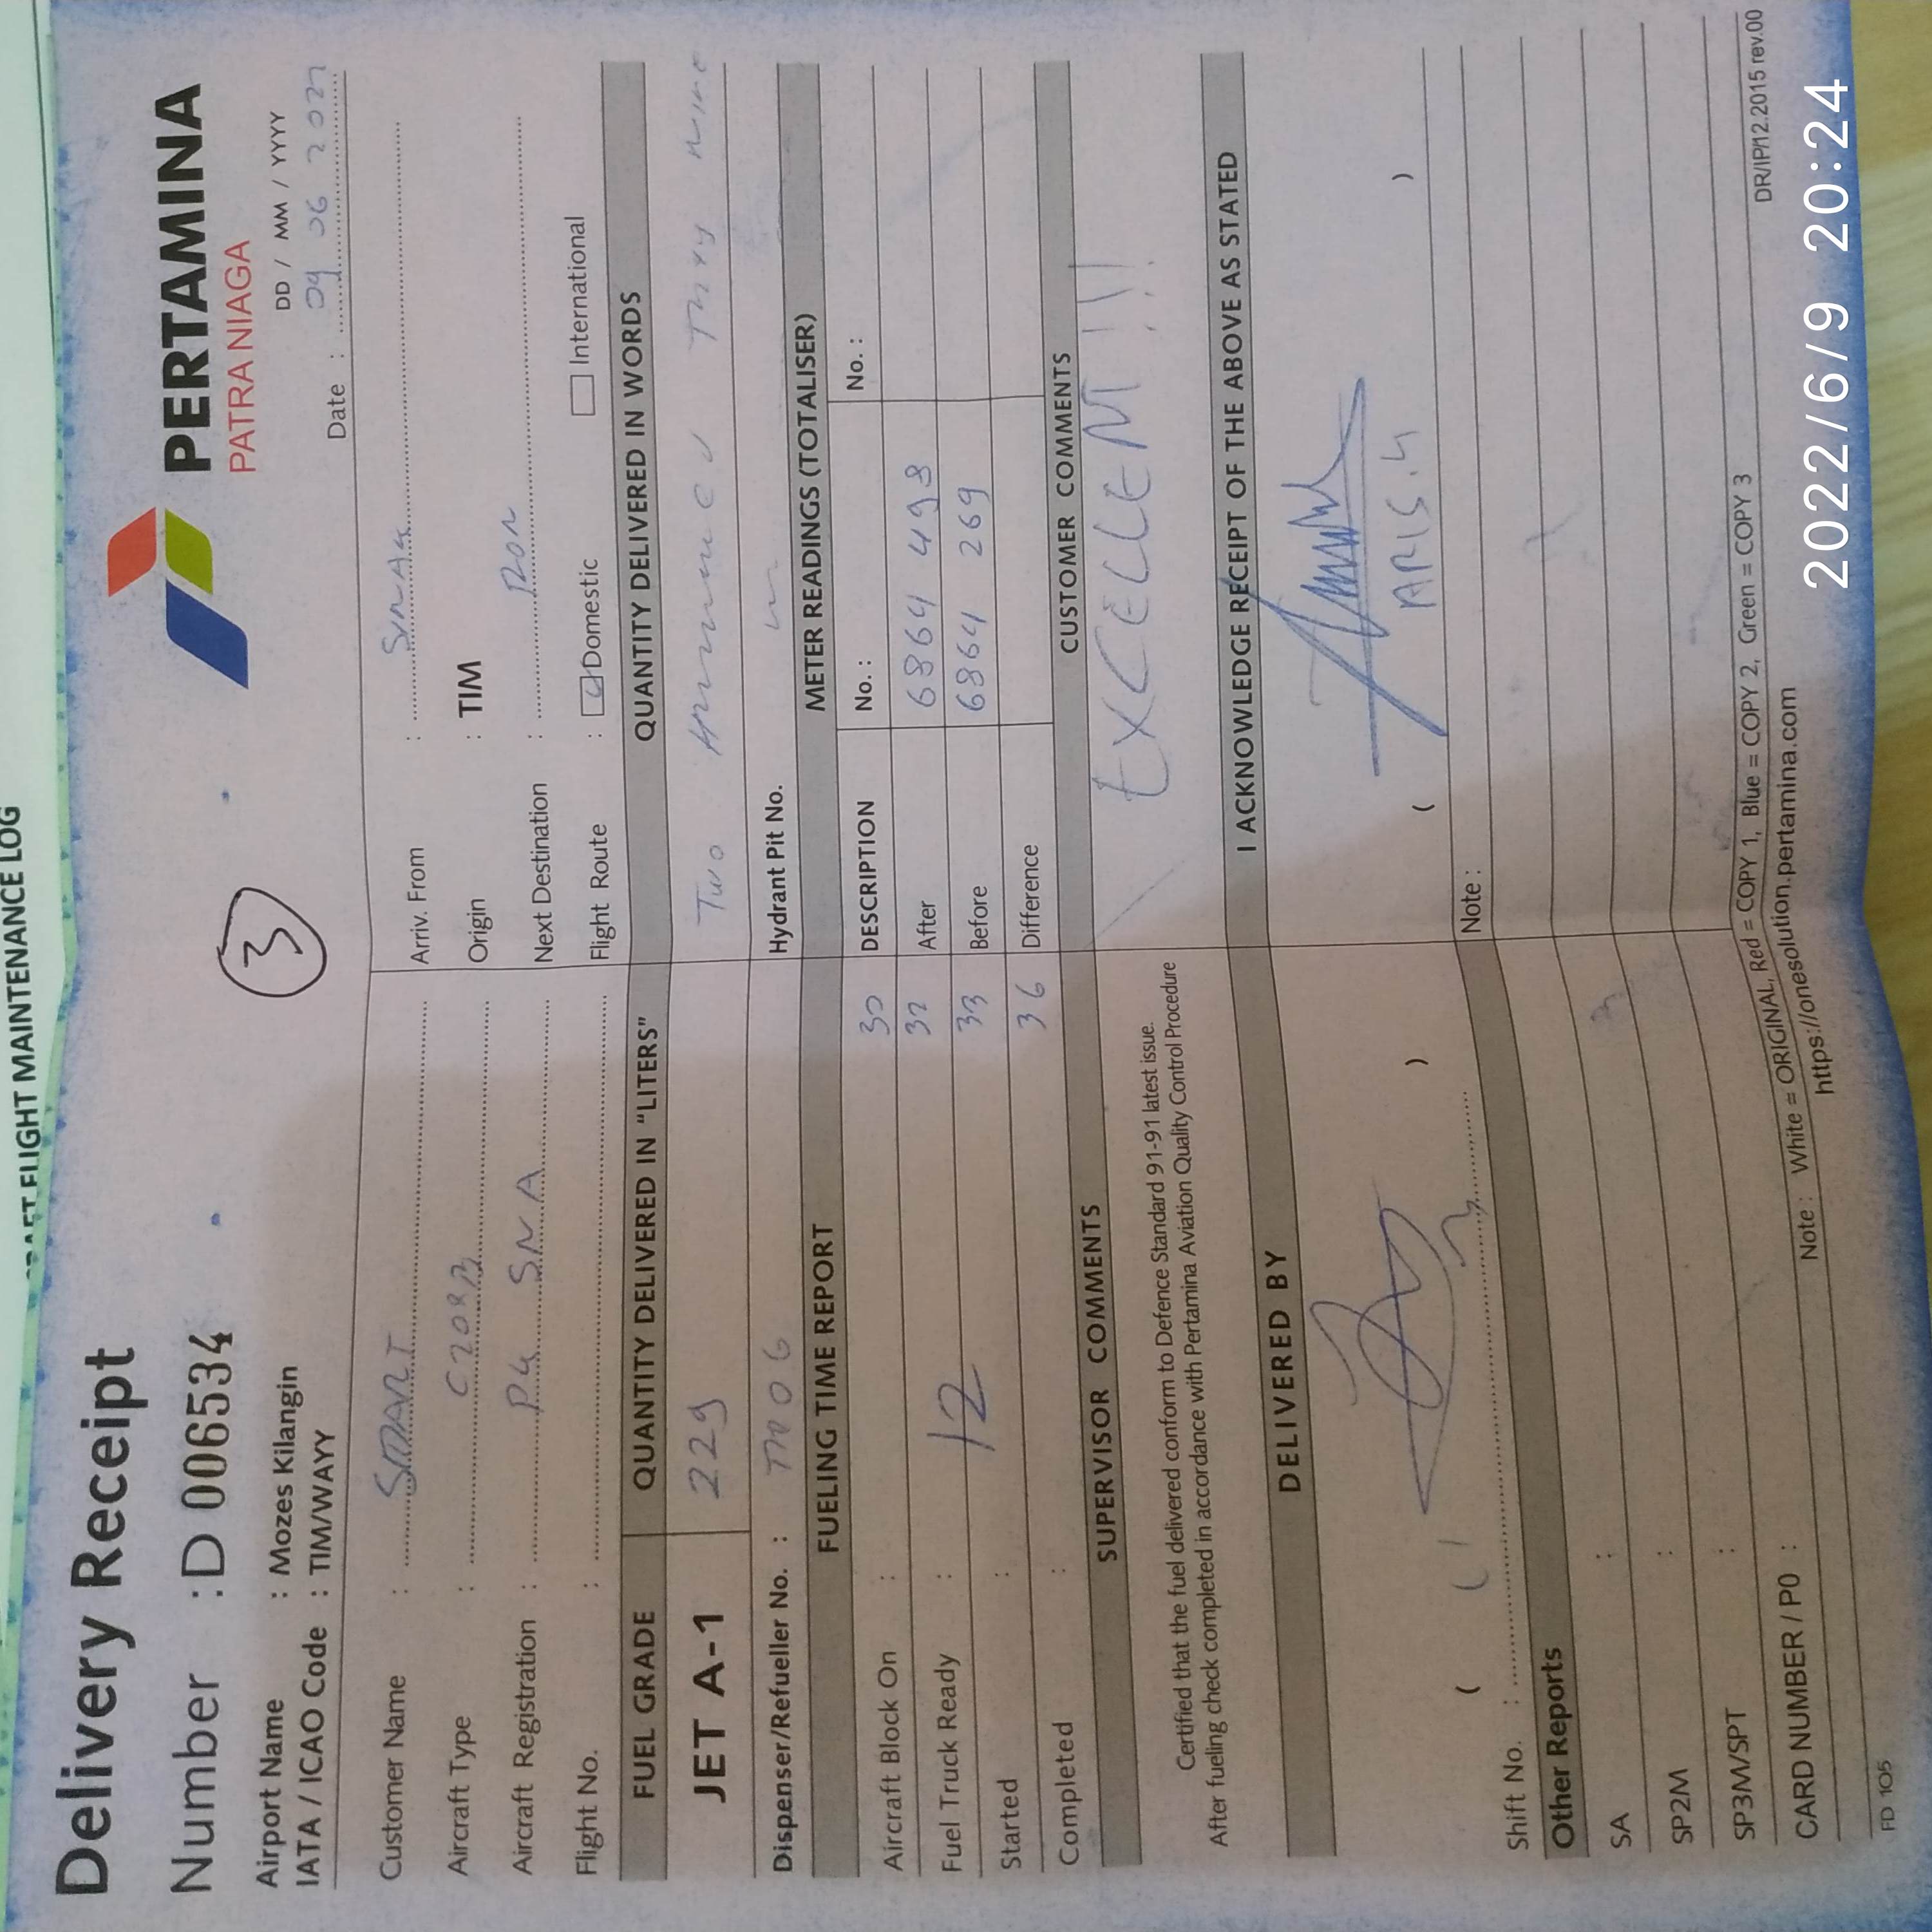 FLIGHT MAINTENANCE LOG
Delivery Receipt
PERTAMINA
PATRA NIAGA
Number : D 006534
3
DD / MM / YYYY
Airport Name : Mozes Kilangin
Date : 09 06 2022
IATA / ICAO Code : TIM/WAYY
Customer Name : SMART
Arriv. From :
Aircraft Type : C208B
Origin : TIM
Aircraft Registration : PK SNA
Next Destination :
Flight No. :
Flight Route : Domestic International
FUEL GRADE QUANTITY DELIVERED IN "LITERS" QUANTITY DELIVERED IN WORDS
JET A-1 229 Two Hundred Twenty Nine
Dispenser/Refueller No. :
Hydrant Pit No.
FUELING TIME REPORT METER READINGS (TOTALISER)
Aircraft Block On : 30
DESCRIPTION No. : No. :
Fuel Truck Ready : 12 32
After 6864 498
Started : 33
Before 6864 269
Completed : 36
Difference
SUPERVISOR COMMENTS CUSTOMER COMMENTS
Certified that the fuel delivered conform to Defence Standard 91-91 latest issue.
After fueling check completed in accordance with Pertamina Aviation Quality Control Procedure
EXCELLENT !!!
DELIVERED BY I ACKNOWLEDGE RECEIPT OF THE ABOVE AS STATED
ARIS.4
( ) ( )
Shift No. :
Note :
Other Reports
SA :
SP2M :
SP3M/SPT :
CARD NUMBER / PO :
Note : White = ORIGINAL, Red = COPY 1, Blue = COPY 2, Green = COPY 3
DR/IP/12.2015 rev.00
https://onesolution.pertamina.com
FD 105
2022/6/9 20:24